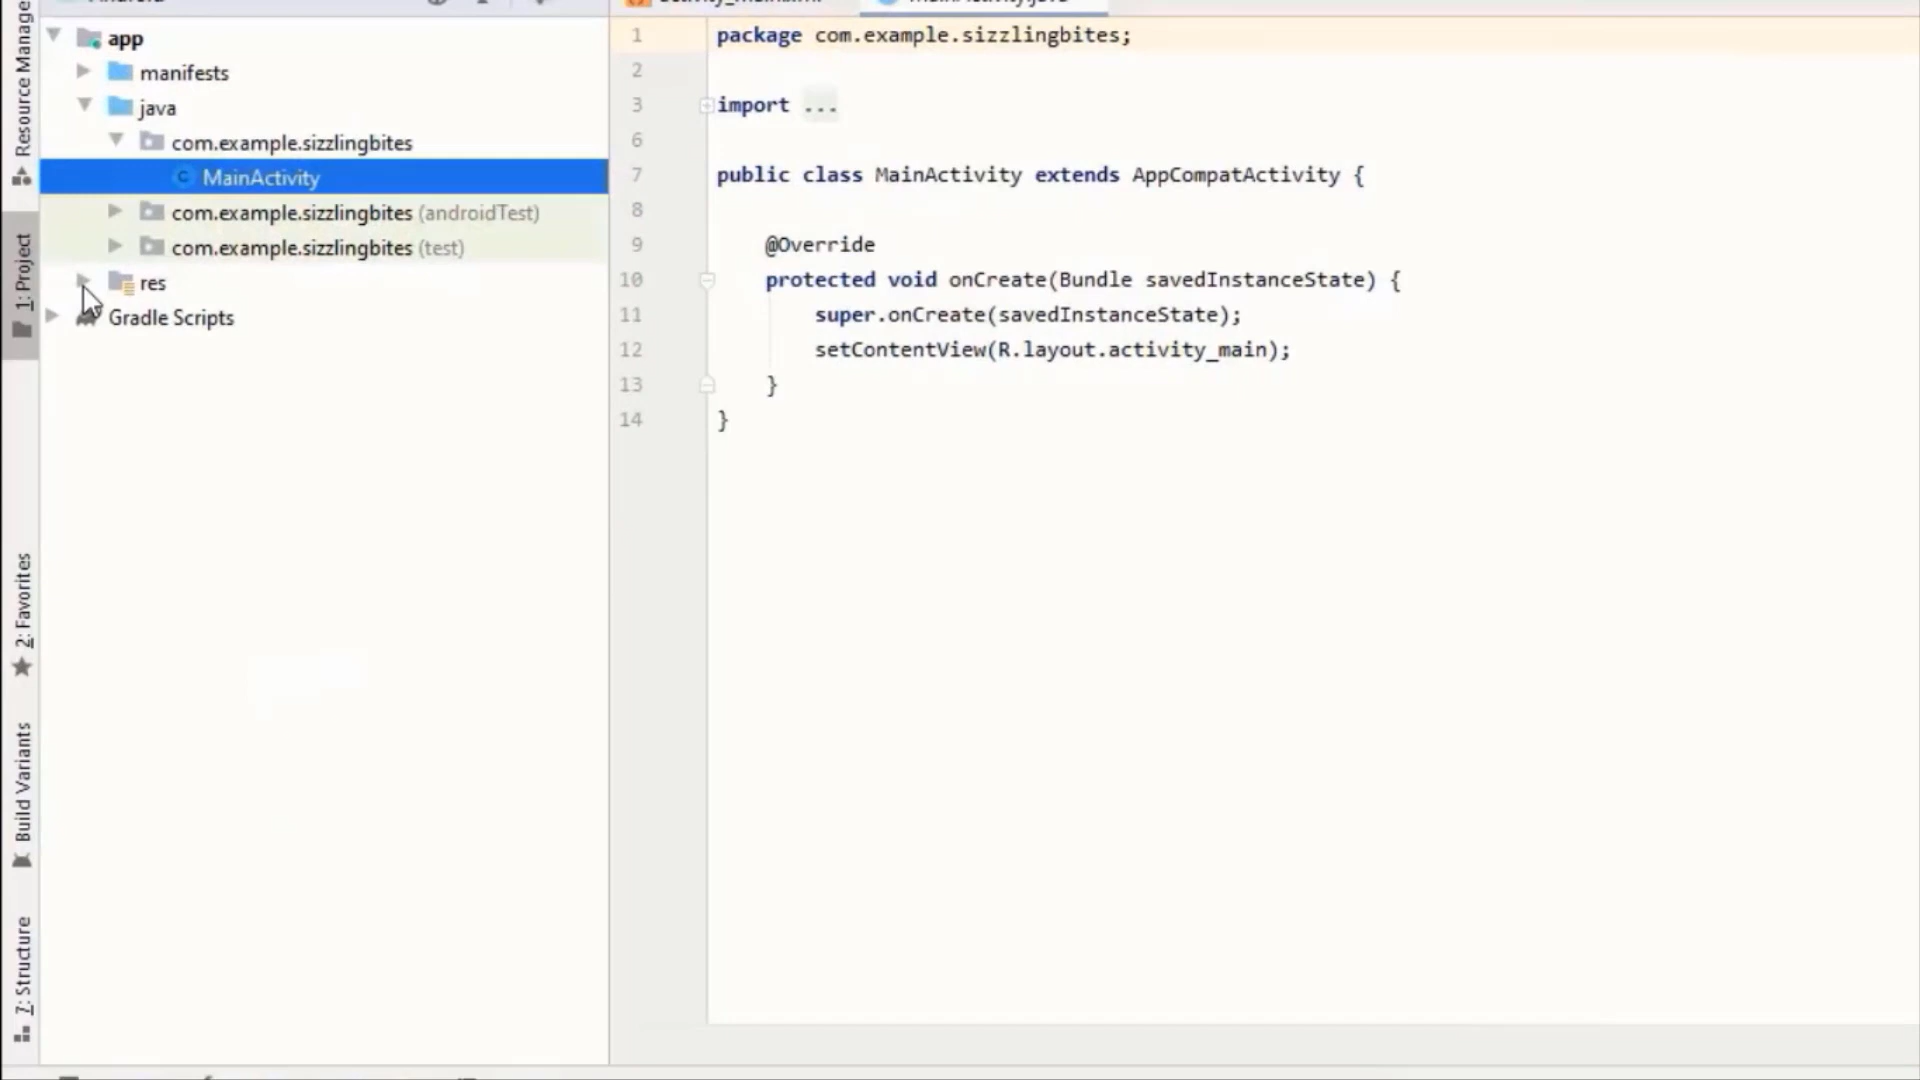 app
manifests
java
com.example.sizzlingbites
MainActivity
com.example.sizzlingbites (androidTest)
com.example.sizzlingbites (test)
res
Gradle Scripts
Resource Manage
1: Project
2: Favorites
Build Variants
7: Structure
1 package com.example.sizzlingbites;
2
3 import ...
6
7 public class MainActivity extends AppCompatActivity {
8
9 @Override
10 protected void onCreate(Bundle savedInstanceState) {
11 super.onCreate(savedInstanceState);
12 setContentView(R.layout.activity_main);
13 }
14 }